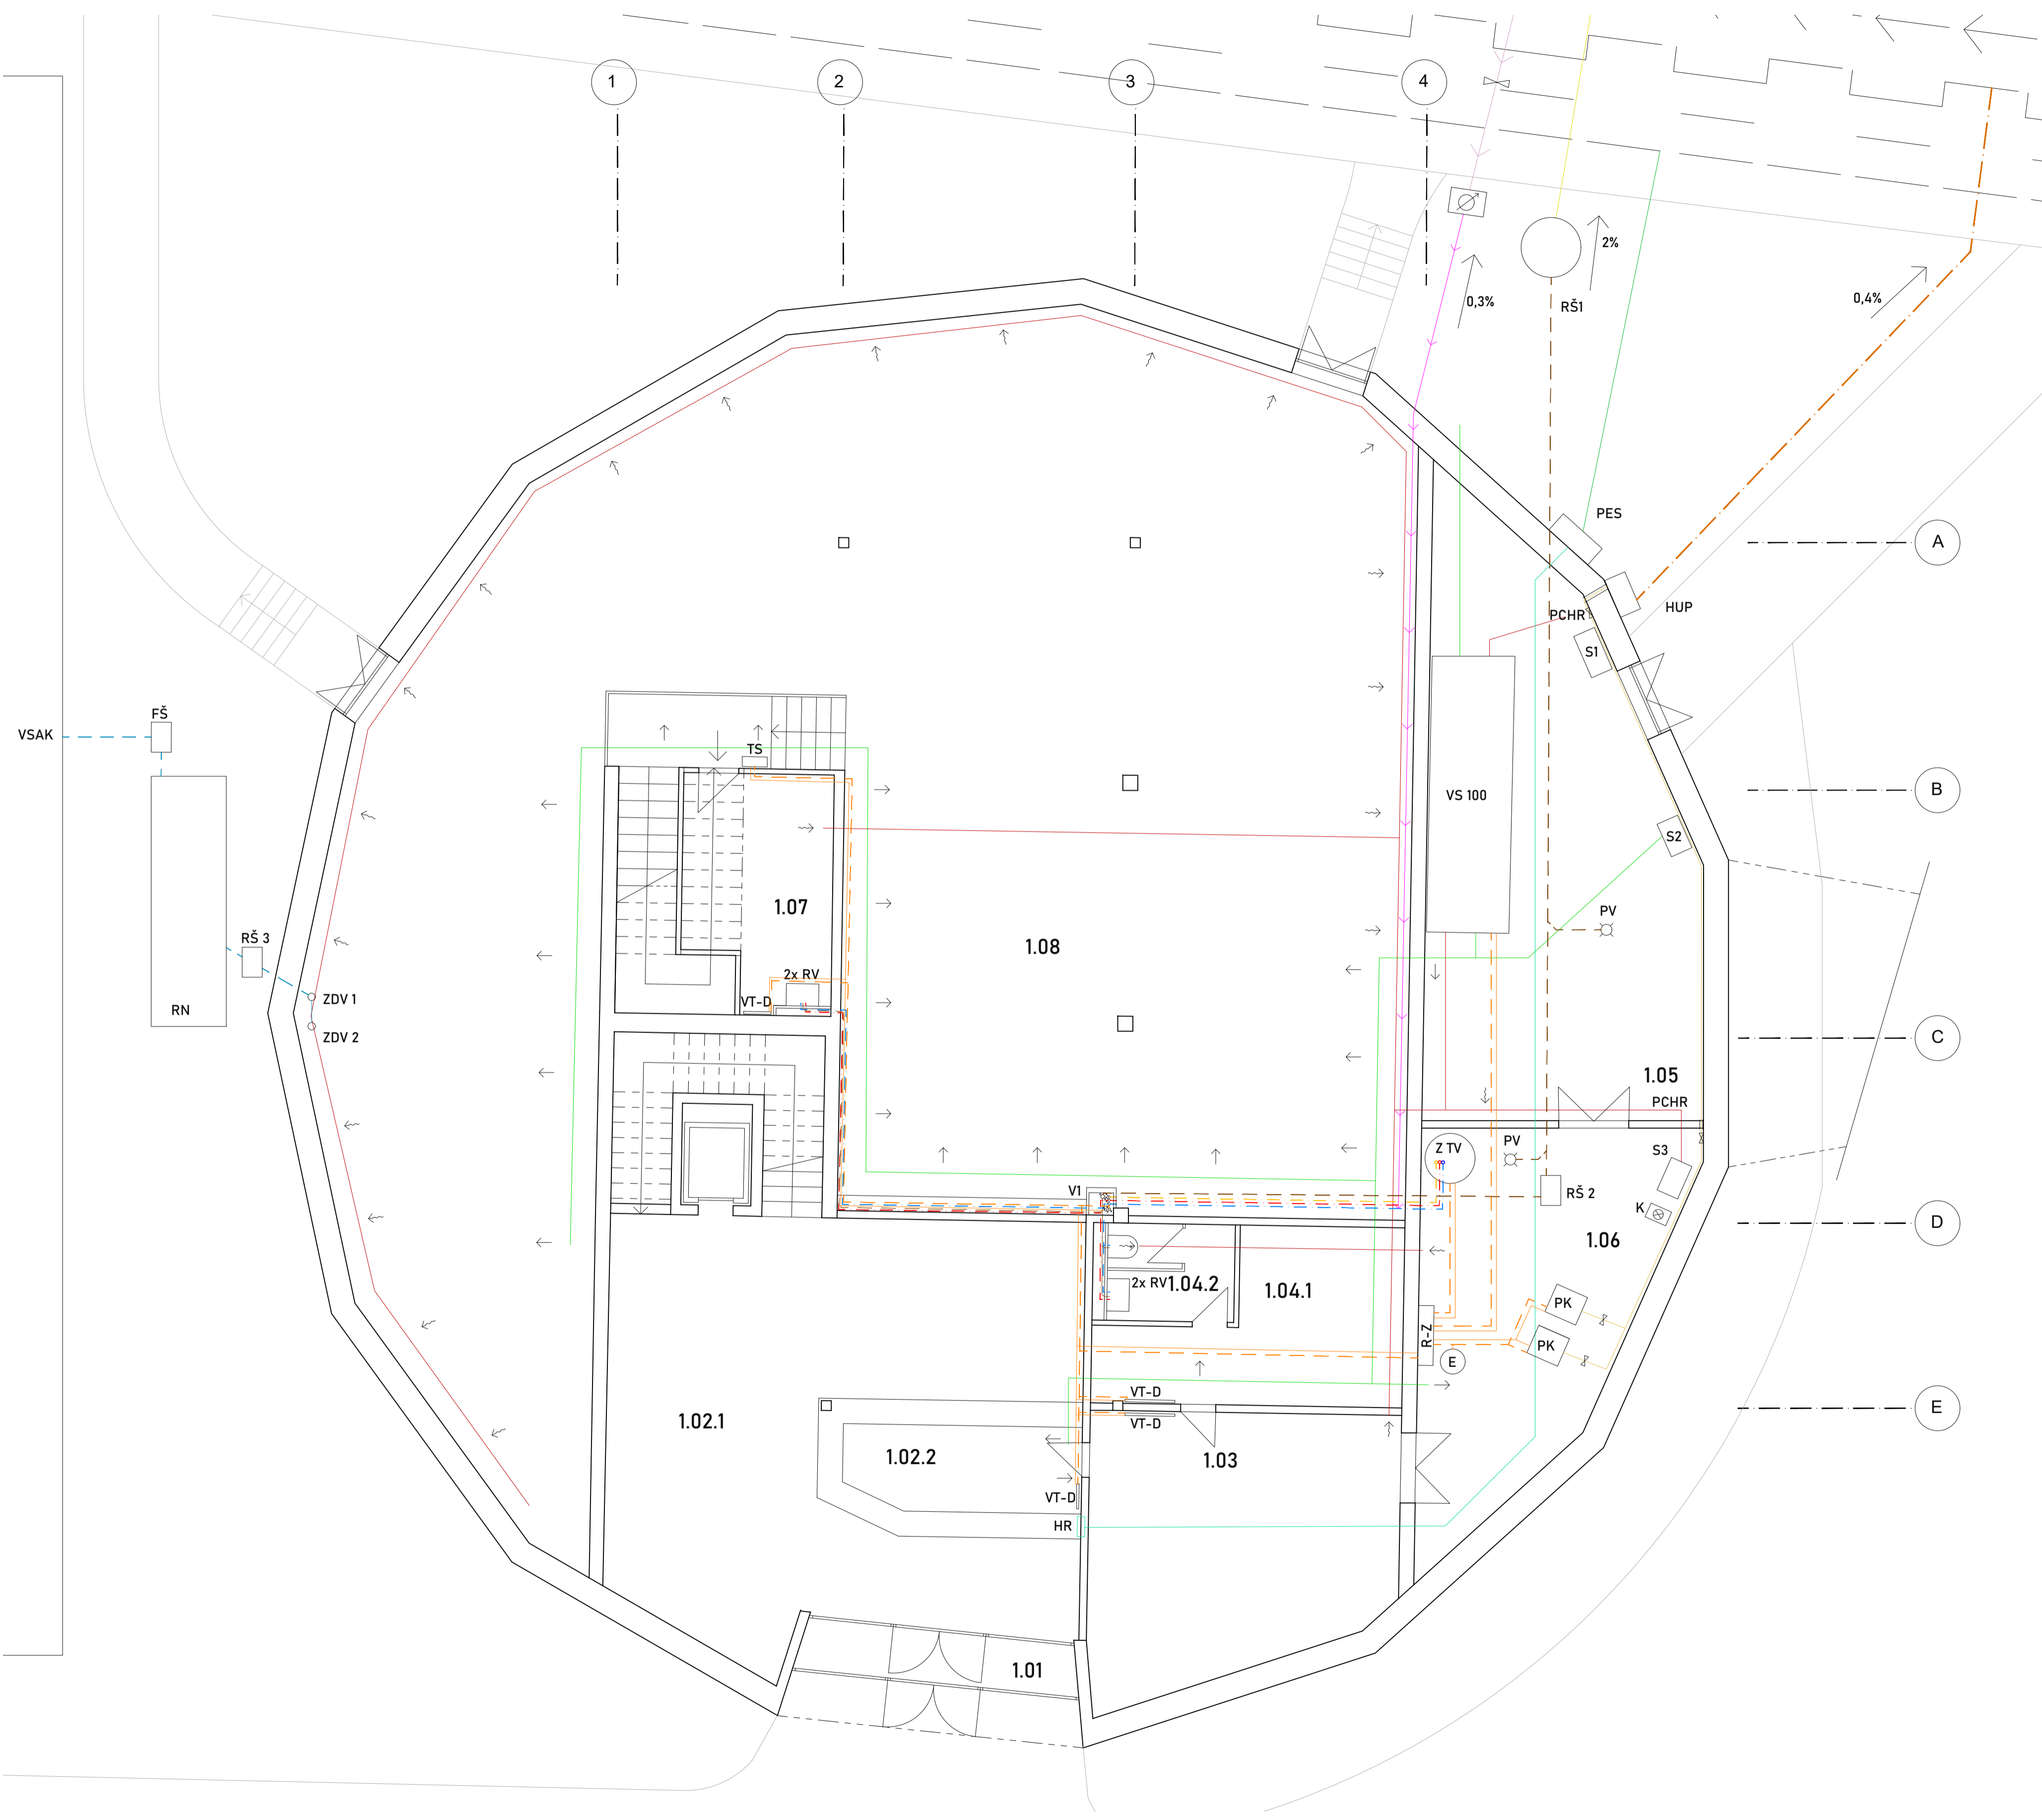 1
2
3
4
2%
RŠ1
0,3%
0,4%
PES
A
HUP
PCHR
S1
FŠ
VSAK
TS
VS 100
B
S2
1.07
PV
1.08
RŠ 3
2x RV
VT-D
ZDV 1
RN
ZDV 2
C
1.05
PCHR
PV
Z TV
S3
V1
RŠ 2
K
D
1.06
2x RV
1.04.2
1.04.1
PK
R-Z
PK
E
VT-D
E
1.02.1
VT-D
1.02.2
1.03
VT-D
HR
1.01